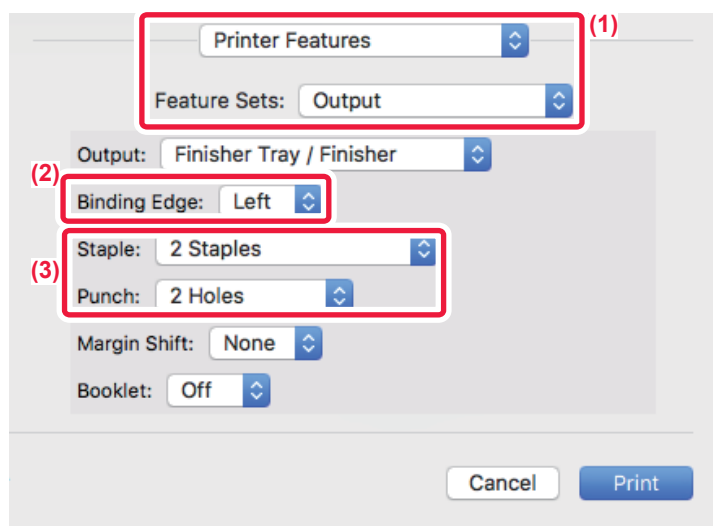 (1)
Printer Features
Feature Sets: Output
Output: Finisher Tray / Finisher
(2)
Binding Edge: Left
(3)
Staple: 2 Staples
Punch: 2 Holes
Margin Shift: None
Booklet: Off
Cancel Print